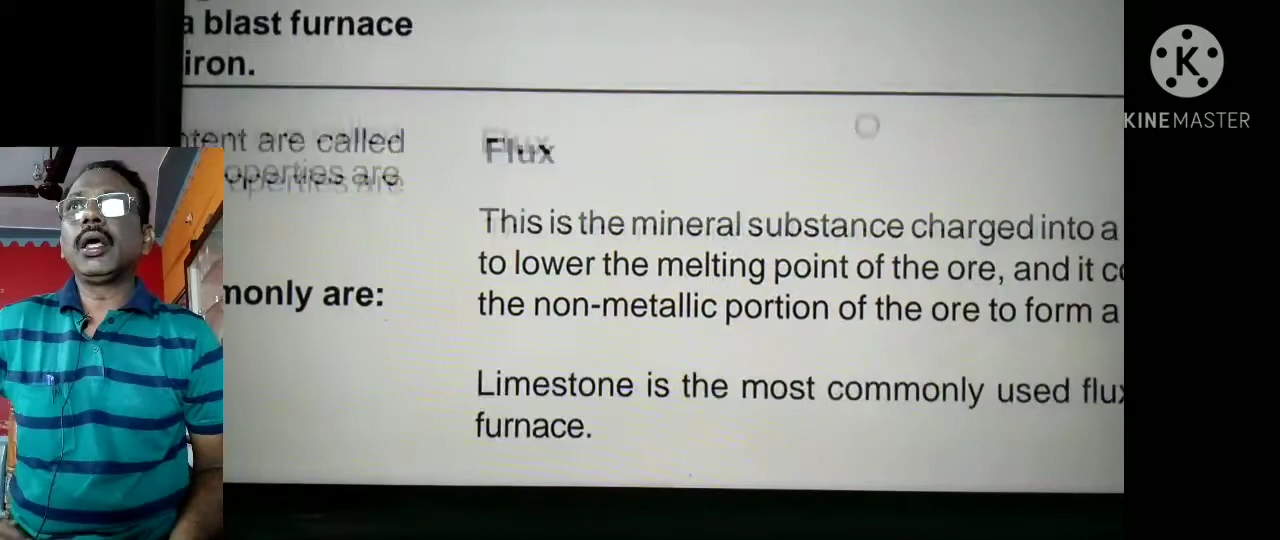 a blast furnace
iron.
ntent are called
operties are
monly are:
Flux
This is the mineral substance charged into a
to lower the melting point of the ore, and it co
the non-metallic portion of the ore to form a
Limestone is the most commonly used flux
furnace.
K
KINEMASTER